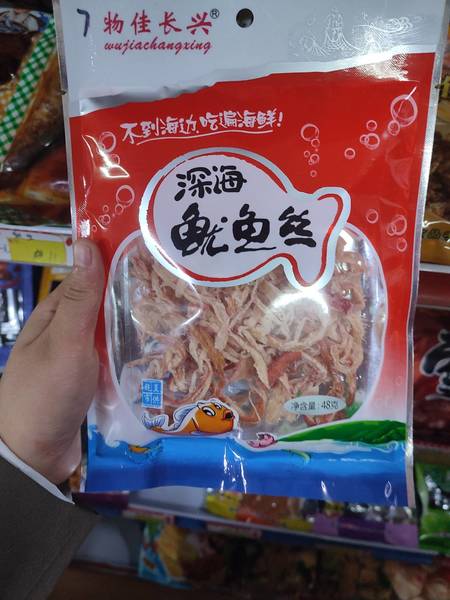 7
物佳长兴®
wujiachangxing
不到海边,吃遍海鲜!
深海
鱿鱼丝
净含量:48克